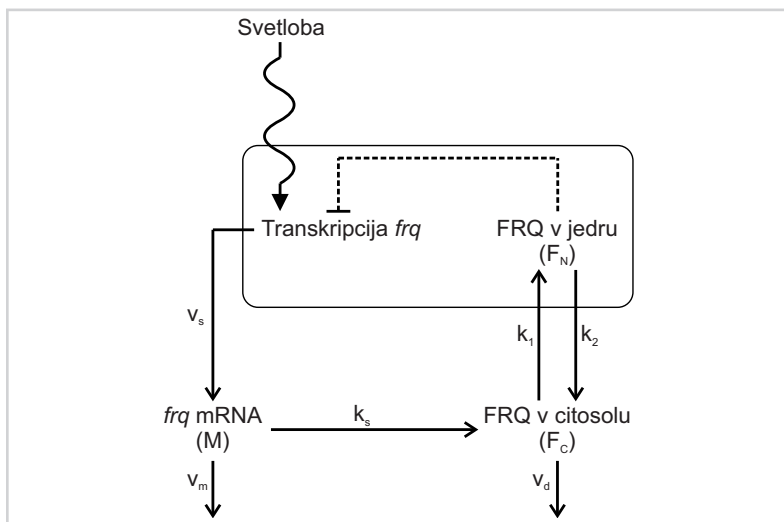 Svetloba
Transkripcija frq
FRQ v jedru
(F_N)
v_s
k_1
k_2
frq mRNA
(M)
k_s
FRQ v citosolu
(F_C)
v_m
v_d